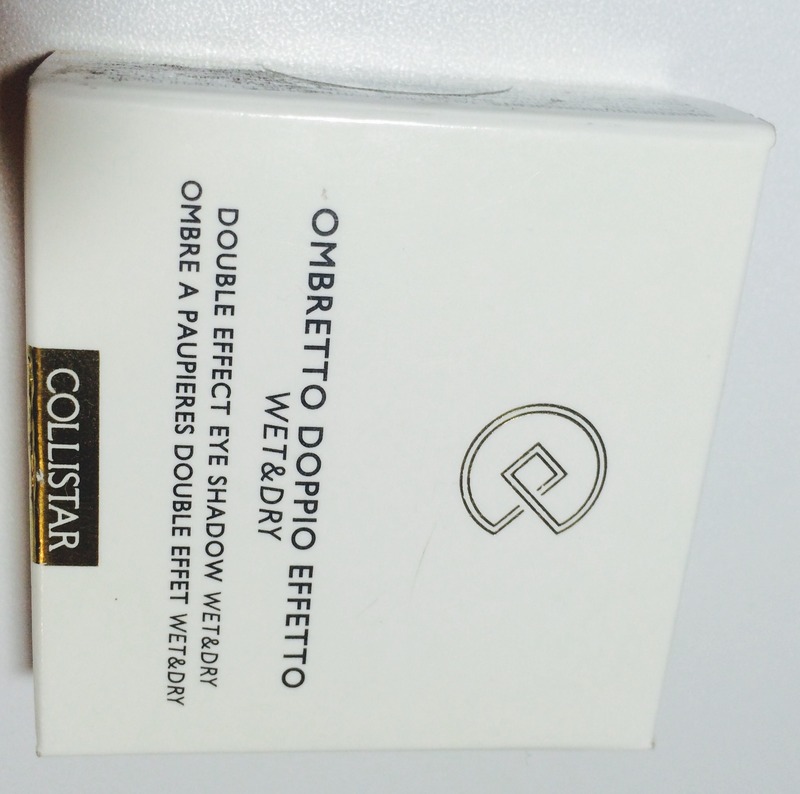 OMBRETTO DOPPIO EFFETTO
WET&DRY
DOUBLE EFFECT EYE SHADOW WET&DRY
OMBRE A PAUPIERES DOUBLE EFFET WET&DRY
COLLISTAR